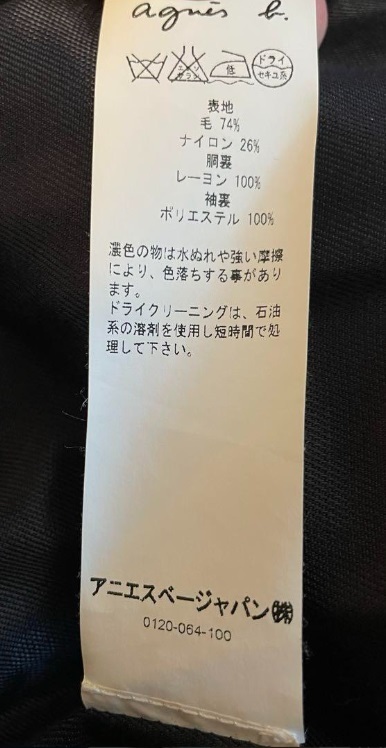 agnès b.
低
ドライ
セキユ系
表地
毛 74%
ナイロン 26%
胴裏
レーヨン 100%
袖裏
ポリエステル 100%
濃色の物は水ぬれや強い摩擦
により、色落ちする事があり
ます。
ドライクリーニングは、石油
系の溶剤を使用し短時間で処
理して下さい。
アニエスベージャパン㈱
0120-064-100